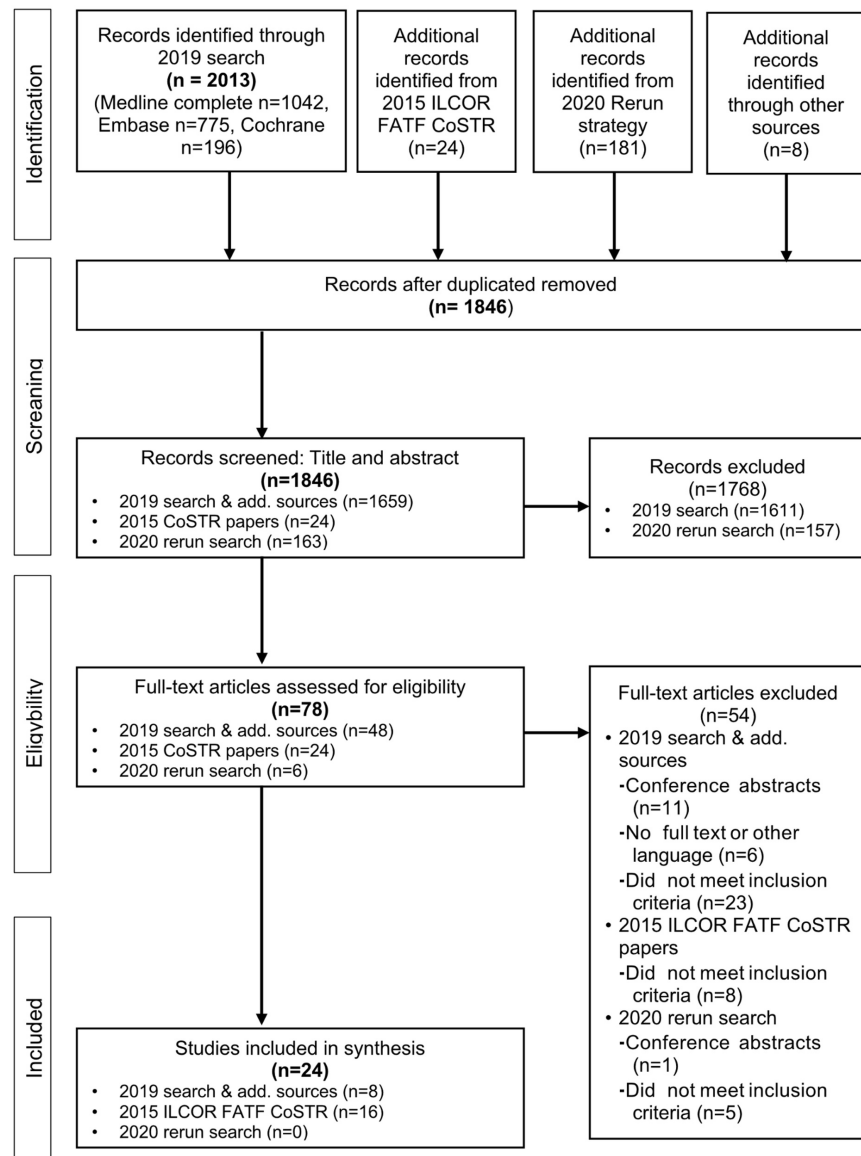 Identification
Records identified through
2019 search
(n = 2013)
(Medline complete n=1042,
Embase n=775, Cochrane
n=196)
Additional
records
identified from
2015 ILCOR
FATF CoSTR
(n=24)
Additional
records
identified from
2020 Rerun
strategy
(n=181)
Additional
records
identified
through other
sources
(n=8)
Screaning
Records after duplicated removed
(n= 1846)
Records screened: Title and abstract
(n=1846)
• 2019 search & add. sources (n=1659)
• 2015 CoSTR papers (n=24)
• 2020 rerun search (n=163)
Records excluded
(n=1768)
• 2019 search (n=1611)
• 2020 rerun search (n=157)
Eligybility
Full-text articles assessed for eligibility
(n=78)
• 2019 search & add. sources (n=48)
• 2015 CoSTR papers (n=24)
• 2020 rerun search (n=6)
Full-text articles excluded
(n=54)
• 2019 search & add.
sources
-Conference abstracts
(n=11)
-No full text or other
language (n=6)
-Did not meet inclusion
criteria (n=23)
• 2015 ILCOR FATF CoSTR
papers
-Did not meet inclusion
criteria (n=8)
• 2020 rerun search
-Conference abstracts
(n=1)
-Did not meet inclusion
criteria (n=5)
Included
Studies included in synthesis
(n=24)
• 2019 search & add. sources (n=8)
• 2015 ILCOR FATF CoSTR (n=16)
• 2020 rerun search (n=0)